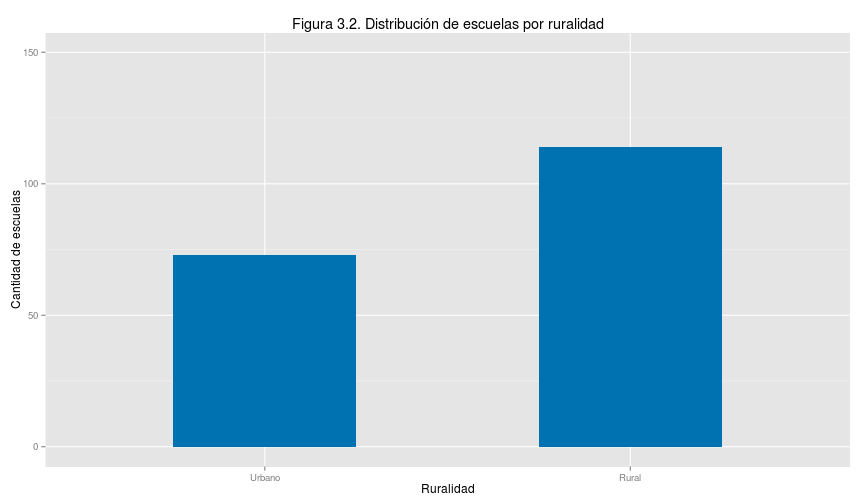 Figura 3.2. Distribución de escuelas por ruralidad
150
100
50
0
Cantidad de escuelas
Urbano
Rural
Ruralidad